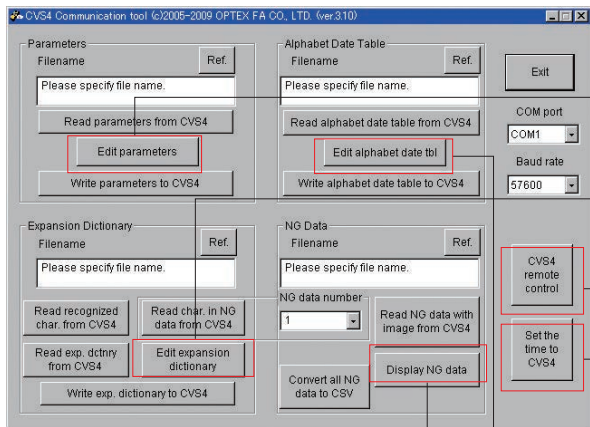 CVS4 Communication tool (c)2005-2009 OPTEX FA CO., LTD. (ver.3.10)
Parameters
Filename
Ref.
Please specify file name.
Read parameters from CVS4
Edit parameters
Write parameters to CVS4
Alphabet Date Table
Filename
Ref.
Please specify file name.
Read alphabet date table from CVS4
Edit alphabet date tbl
Write alphabet date table to CVS4
Exit
COM port
COM1
Baud rate
57600
Expansion Dictionary
Filename
Ref.
Please specify file name.
Read recognized
char. from CVS4
Read char. in NG
data from CVS4
Read exp. dctnry
from CVS4
Edit expansion
dictionary
Write exp. dictionary to CVS4
NG Data
Filename
Ref.
Please specify file name.
NG data number
1
Read NG data with
image from CVS4
Convert all NG
data to CSV
Display NG data
CVS4
remote
control
Set the
time to
CVS4